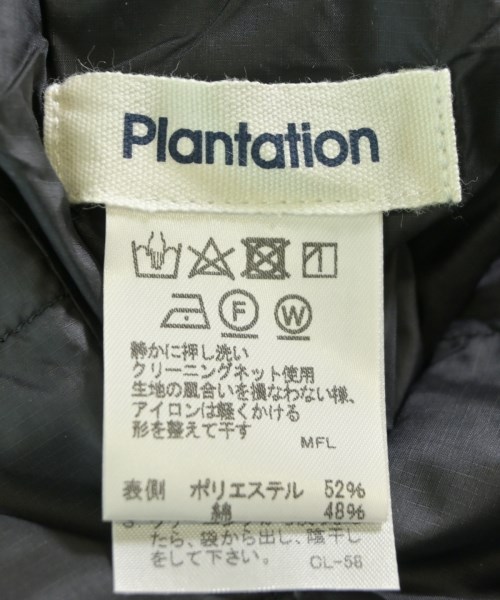 Plantation
F W
静かに押し洗い
クリーニングネット使用
生地の風合いを損なわない様、
アイロンは軽くかける
形を整えて干す
MFL
表側 ポリエステル 52%
綿 48%
たら、袋から出し、陰干し
をして下さい。 CL-58